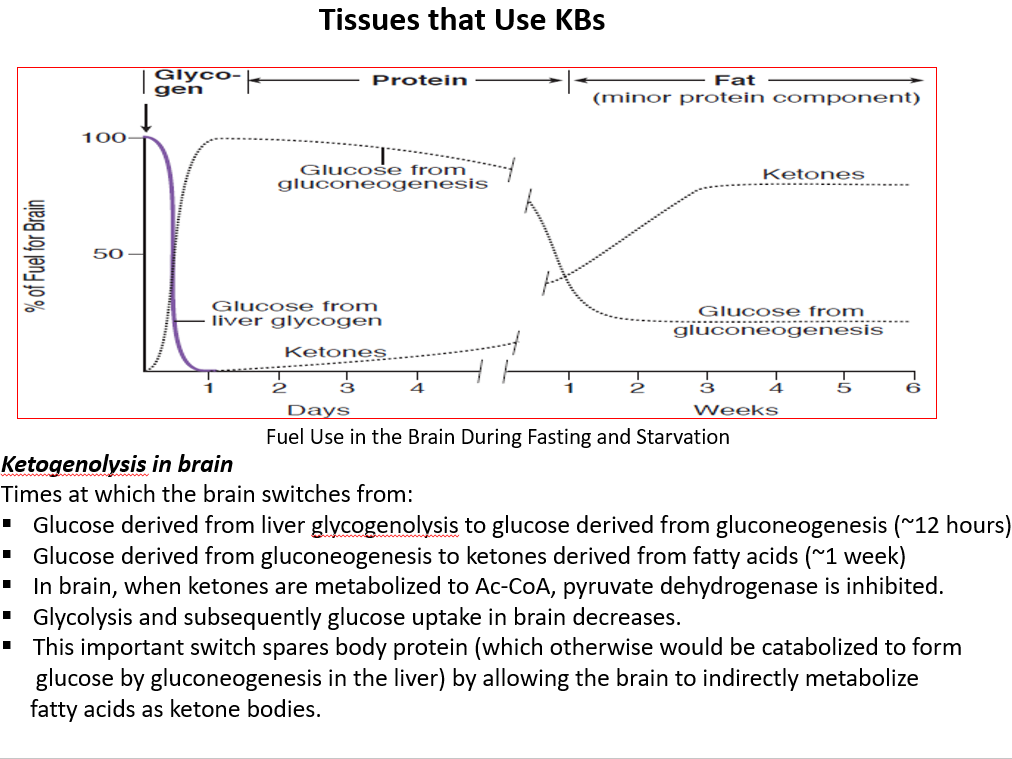 Tissues that Use KBs
Glyco-
gen
Protein
Fat
(minor protein component)
100
50
% of Fuel for Brain
Glucose from
gluconeogenesis
Ketones
Glucose from
liver glycogen
Glucose from
gluconeogenesis
Ketones
1 2 3 4 1 2 3 4 5 6
Days Weeks
Fuel Use in the Brain During Fasting and Starvation
Ketogenolysis in brain
Times at which the brain switches from:
▪ Glucose derived from liver glycogenolysis to glucose derived from gluconeogenesis (~12 hours)
▪ Glucose derived from gluconeogenesis to ketones derived from fatty acids (~1 week)
▪ In brain, when ketones are metabolized to Ac-CoA, pyruvate dehydrogenase is inhibited.
▪ Glycolysis and subsequently glucose uptake in brain decreases.
▪ This important switch spares body protein (which otherwise would be catabolized to form
glucose by gluconeogenesis in the liver) by allowing the brain to indirectly metabolize
fatty acids as ketone bodies.